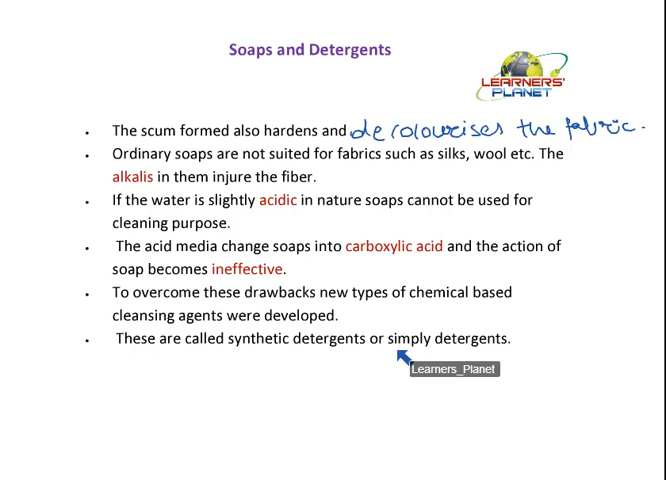 Soaps and Detergents
LEARNERS'
PLANET
• The scum formed also hardens and decolourises the fabric.
• Ordinary soaps are not suited for fabrics such as silks, wool etc. The
alkalis in them injure the fiber.
• If the water is slightly acidic in nature soaps cannot be used for
cleaning purpose.
• The acid media change soaps into carboxylic acid and the action of
soap becomes ineffective.
• To overcome these drawbacks new types of chemical based
cleansing agents were developed.
• These are called synthetic detergents or simply detergents.
Learners_Planet